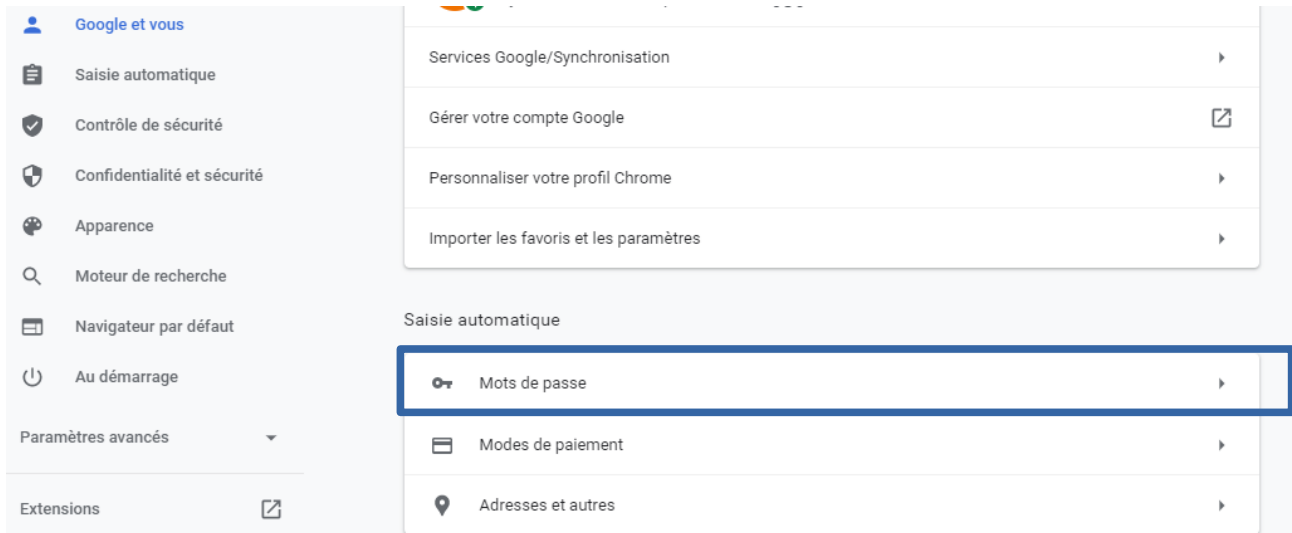 Google et vous
Saisie automatique
Contrôle de sécurité
Confidentialité et sécurité
Apparence
Moteur de recherche
Navigateur par défaut
Au démarrage
Paramètres avancés
Extensions
Services Google/Synchronisation
Gérer votre compte Google
Personnaliser votre profil Chrome
Importer les favoris et les paramètres
Saisie automatique
Mots de passe
Modes de paiement
Adresses et autres